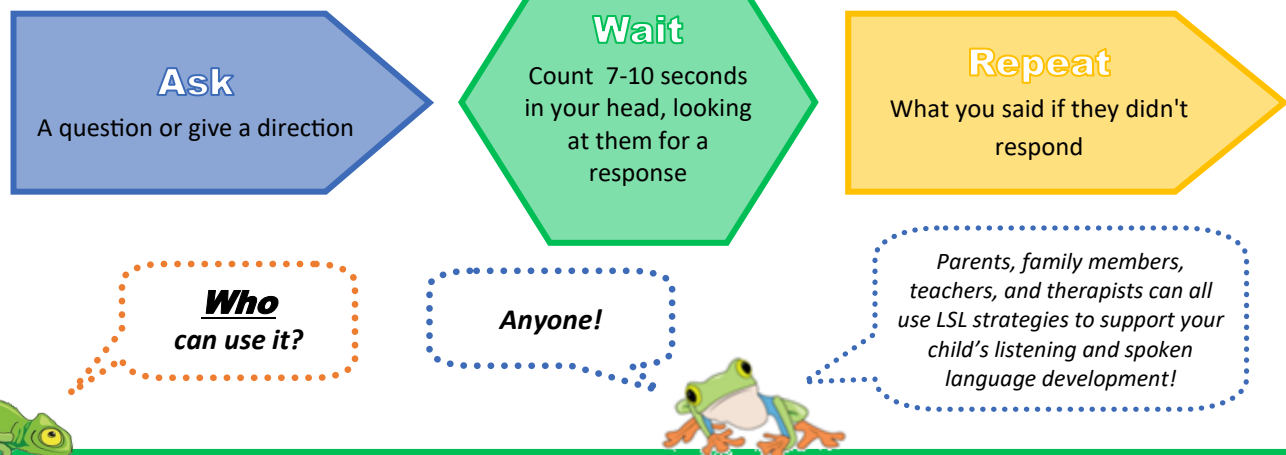 Ask
A question or give a direction
Wait
Count 7-10 seconds
in your head, looking
at them for a
response
Repeat
What you said if they didn't
respond
Who
can use it?
Anyone!
Parents, family members,
teachers, and therapists can all
use LSL strategies to support your
child’s listening and spoken
language development!